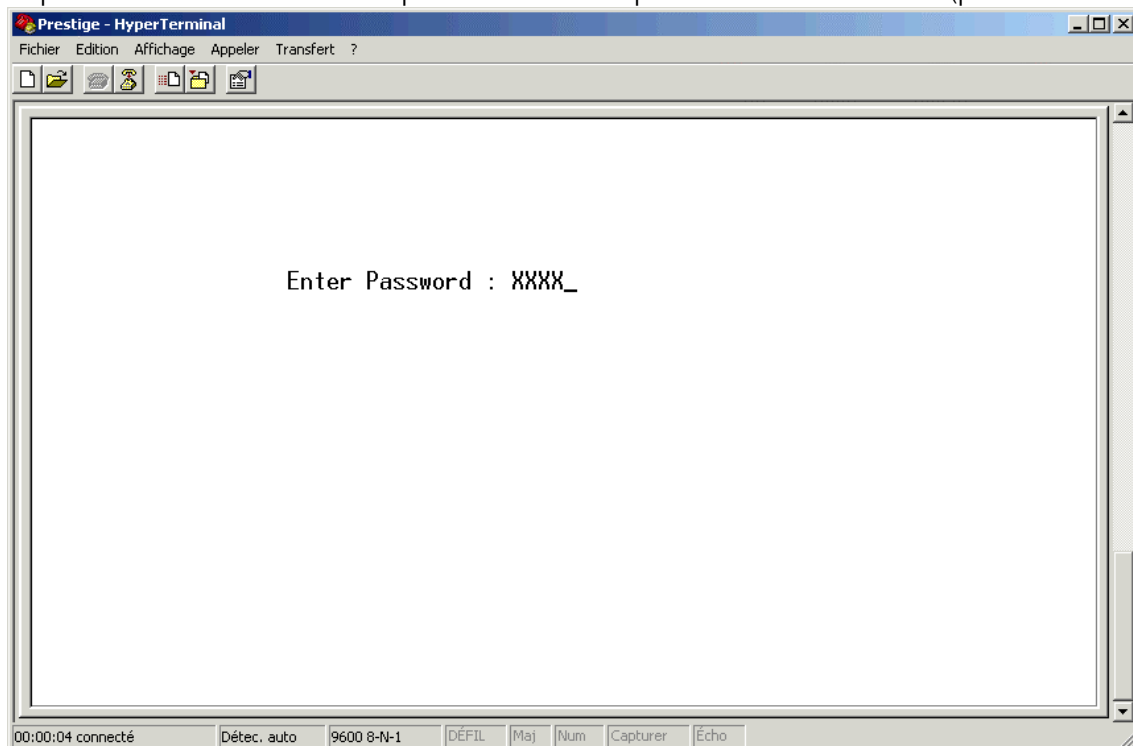 Prestige - HyperTerminal
Fichier Edition Affichage Appeler Transfert ?
Enter Password : XXXX_
00:00:04 connecté Détec. auto 9600 8-N-1 DÉFIL Maj Num Capturer Écho